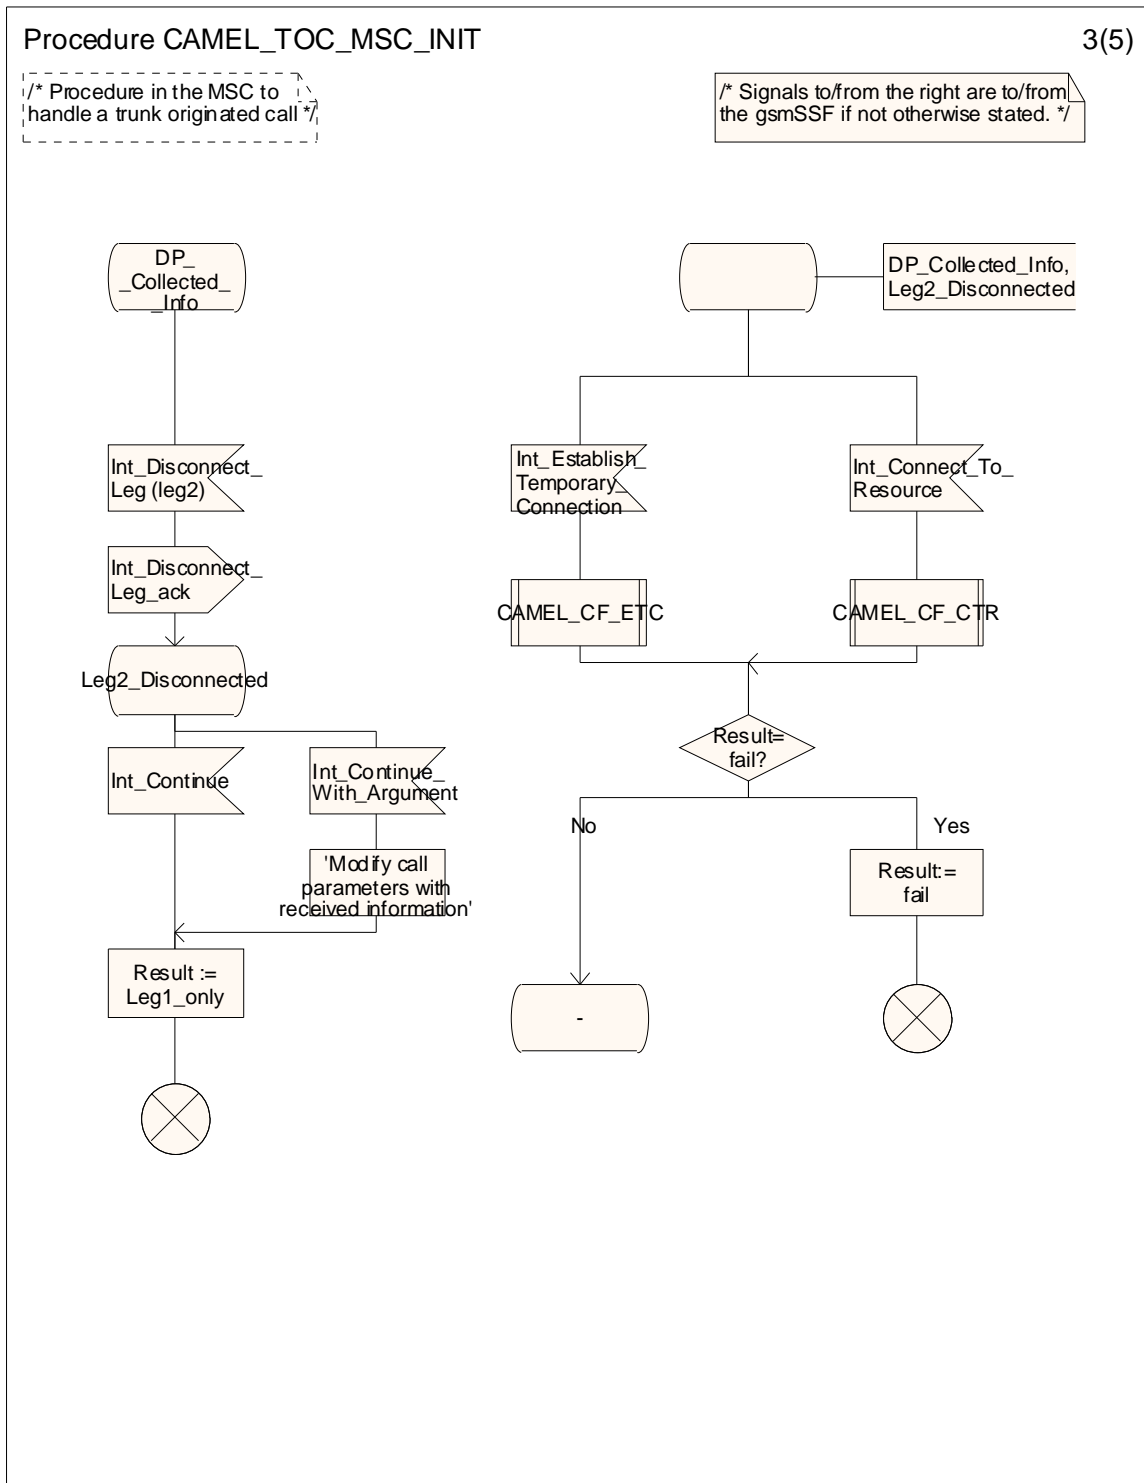 Procedure CAMEL_TOC_MSC_INIT
3(5)
/* Procedure in the MSC to
handle a trunk originated call */
/* Signals to/from the right are to/from
the gsmSSF if not otherwise stated. */
DP_
_Collected_
_Info
DP_Collected_Info,
Leg2_Disconnected
Int_Disconnect_
Leg (leg2)
Int_Establish_
Temporary_
Connection
Int_Connect_To_
Resource
Int_Disconnect_
Leg_ack
CAMEL_CF_ETC
CAMEL_CF_CTR
Leg2_Disconnected
Result=
fail?
Int_Continue
Int_Continue_
With_Argument
No
Yes
'Modify call
parameters with
received information'
Result:=
fail
Result :=
Leg1_only
-